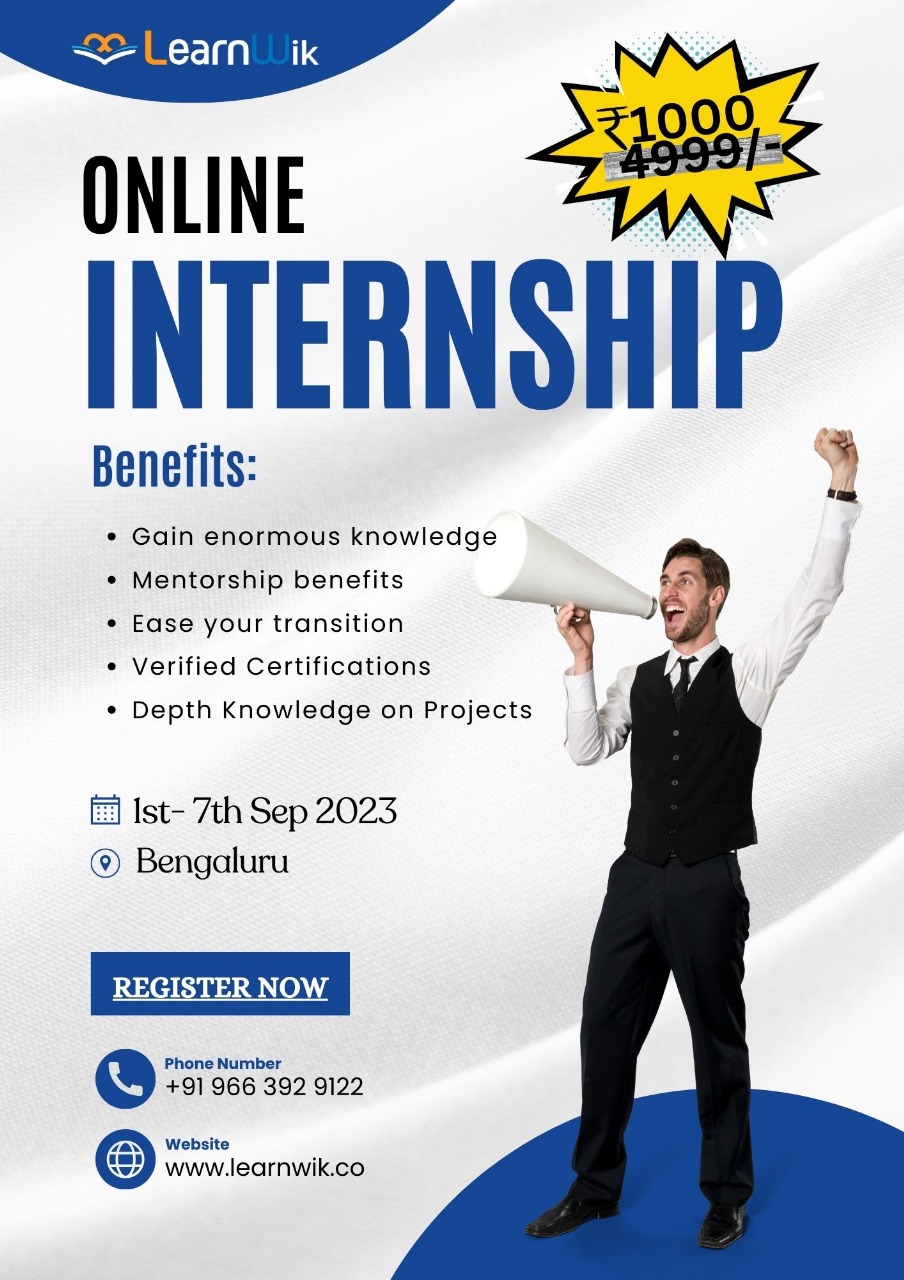 LearnWik
₹1000
4999/-
ONLINE
INTERNSHIP
Benefits:
• Gain enormous knowledge
• Mentorship benefits
• Ease your transition
• Verified Certifications
• Depth Knowledge on Projects
1st- 7th Sep 2023
Bengaluru
REGISTER NOW
Phone Number
+91 966 392 9122
Website
www.learnwik.co